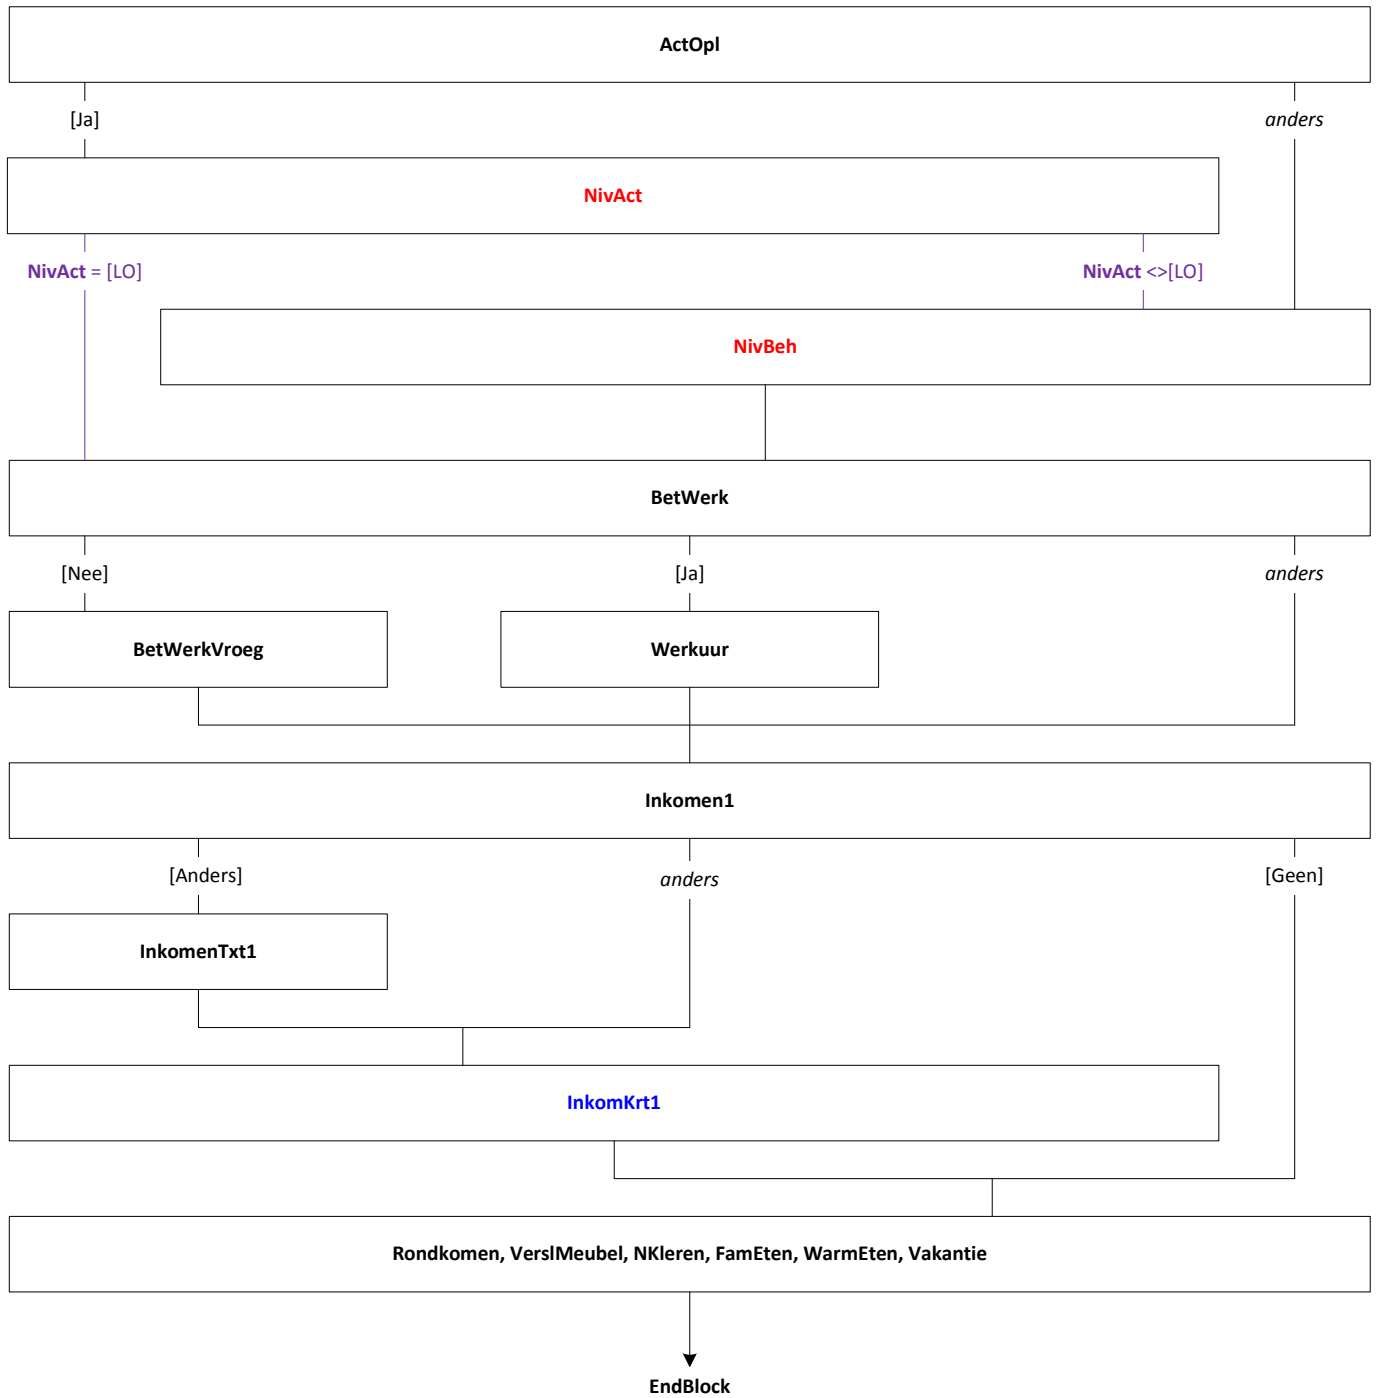 ActOpl
[Ja]
anders
NivAct
NivAct = [LO]
NivAct <>[LO]
NivBeh
BetWerk
[Nee]
[Ja]
anders
BetWerkVroeg
Werkuur
Inkomen1
[Anders]
anders
[Geen]
InkomenTxt1
InkomKrt1
Rondkomen, VerslMeubel, NKleren, FamEten, WarmEten, Vakantie
EndBlock